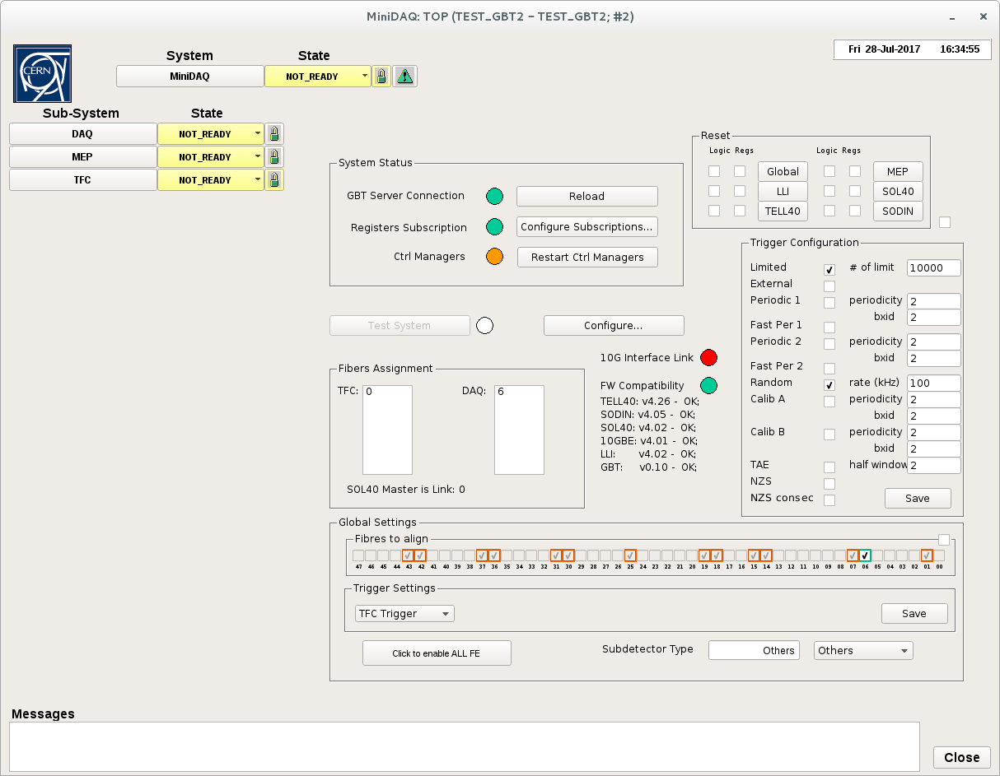 MiniDAQ: TOP (TEST_GBT2 - TEST_GBT2; #2)
Fri 28-Jul-2017 16:34:55
CERN
System State
MiniDAQ NOT_READY
Sub-System State
DAQ NOT_READY
MEP NOT_READY
TFC NOT_READY
System Status
GBT Server Connection Reload
Registers Subscription Configure Subscriptions...
Ctrl Managers Restart Ctrl Managers
Reset
Logic Regs Logic Regs
Global MEP
LLI SOL40
TELL40 SODIN
Test System Configure...
Trigger Configuration
Limited # of limit 10000
External
Periodic 1 periodicity 2
bxid 2
Fast Per 1
Periodic 2 periodicity 2
bxid 2
Fast Per 2
Random rate (kHz) 100
Calib A periodicity 2
bxid 2
Calib B periodicity 2
bxid 2
TAE half window 2
NZS
NZS consec
Save
Fibers Assignment
TFC: 0 DAQ: 6
SOL40 Master is Link: 0
10G Interface Link
FW Compatibility
TELL40: v4.26 - OK;
SODIN: v4.05 - OK;
SOL40: v4.02 - OK;
10GBE: v4.01 - OK;
LLI: v4.02 - OK;
GBT: v0.10 - OK;
Global Settings
Fibres to align
47 46 45 44 43 42 41 40 39 38 37 36 35 34 33 32 31 30 29 28 27 26 25 24 23 22 21 20 19 18 17 16 15 14 13 12 11 10 09 08 07 06 05 04 03 02 01 00
Trigger Settings
TFC Trigger Save
Click to enable ALL FE Subdetector Type Others Others
Messages
Close